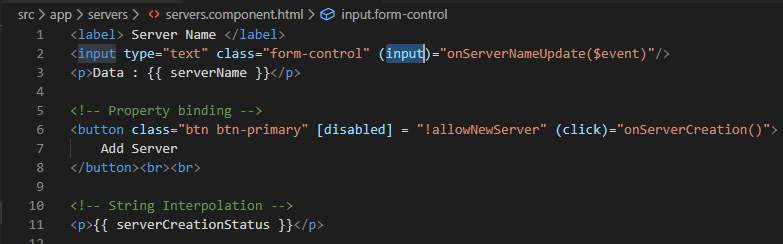 src > app > servers > <> servers.component.html > input.form-control
1 <label> Server Name </label>
2 <input type="text" class="form-control" (input)="onServerNameUpdate($event)"/>
3 <p>Data : {{ serverName }}</p>
4
5 <!-- Property binding -->
6 <button class="btn btn-primary" [disabled] = "!allowNewServer" (click)="onServerCreation()">
7     Add Server
8 </button><br><br>
9
10 <!-- String Interpolation -->
11 <p>{{ serverCreationStatus }}</p>
12